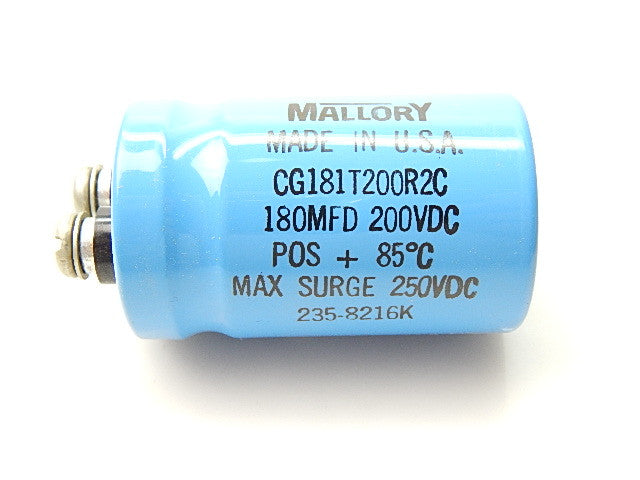 MALLORY
MADE IN U.S.A.
CG181T200R2C
180MFD 200VDC
POS + 85°C
MAX SURGE 250VDC
235-8216K